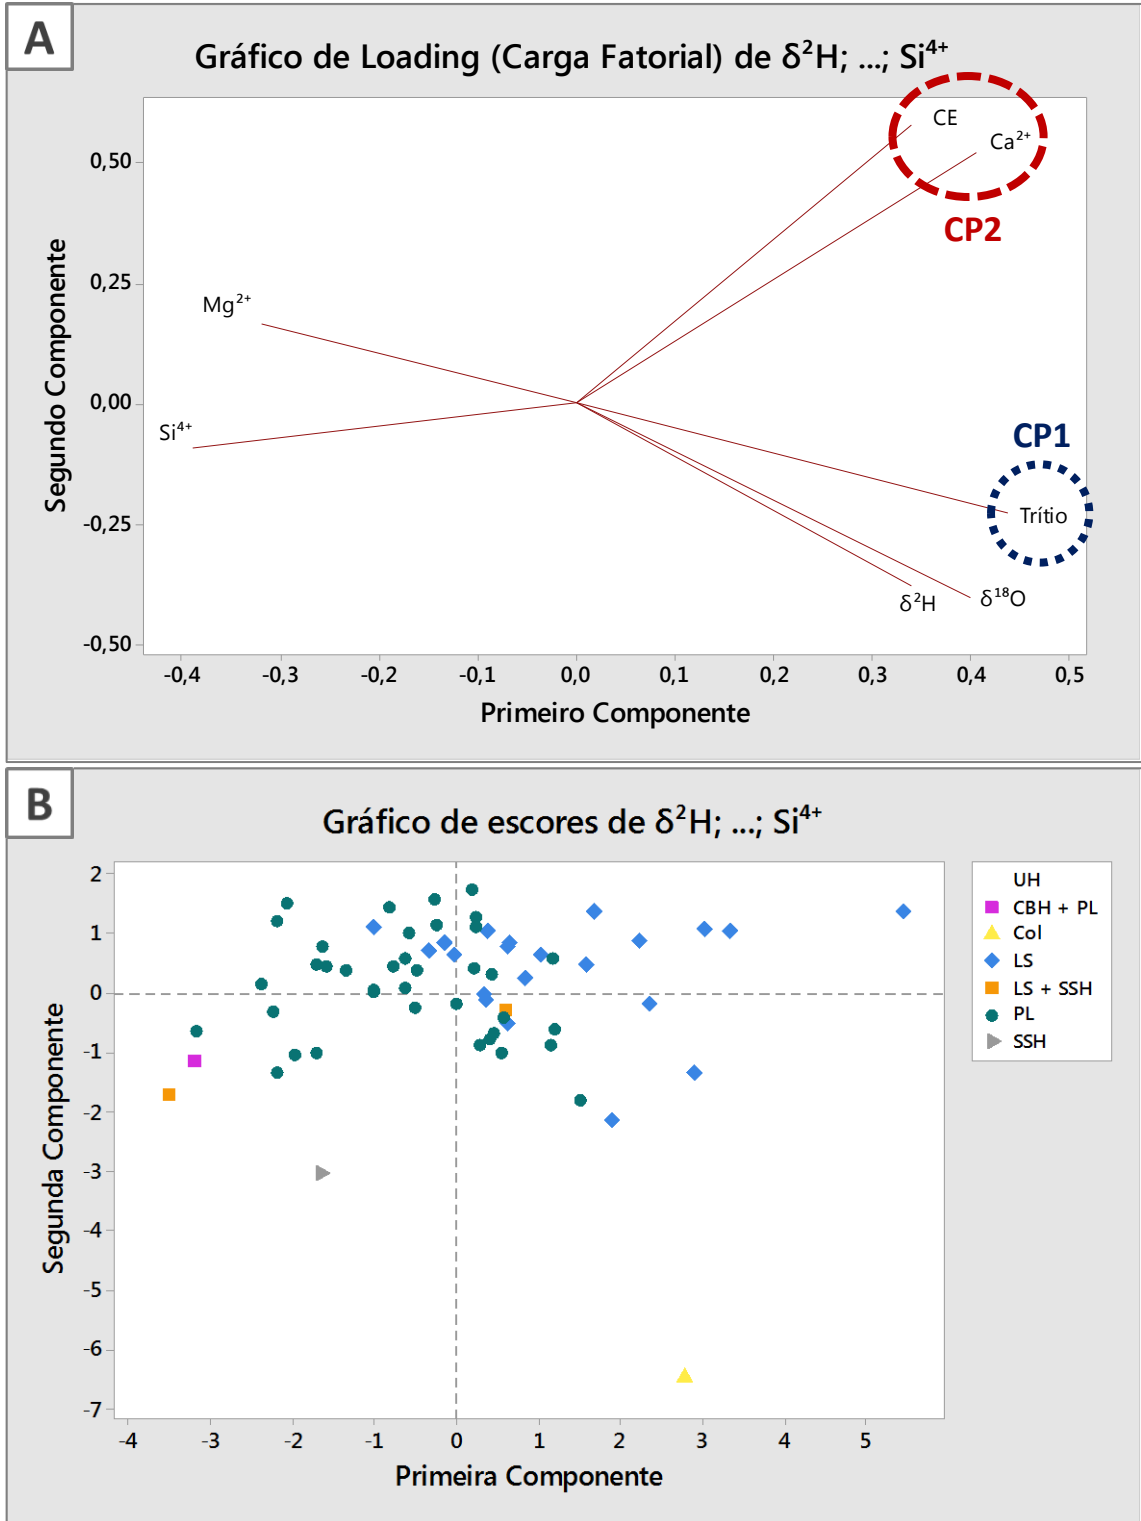 A
Gráfico de Loading (Carga Fatorial) de δ²H; ...; Si⁴⁺
CE
Ca²⁺
CP2
Mg²⁺
Si⁴⁺
CP1
Trítio
δ²H
δ¹⁸O
Segundo Componente
0,50
0,25
0,00
-0,25
-0,50
-0,4 -0,3 -0,2 -0,1 0,0 0,1 0,2 0,3 0,4 0,5
Primeiro Componente
B
Gráfico de escores de δ²H; ...; Si⁴⁺
Segunda Componente
2
1
0
-1
-2
-3
-4
-5
-6
-7
-4 -3 -2 -1 0 1 2 3 4 5
Primeira Componente
UH
CBH + PL
Col
LS
LS + SSH
PL
SSH